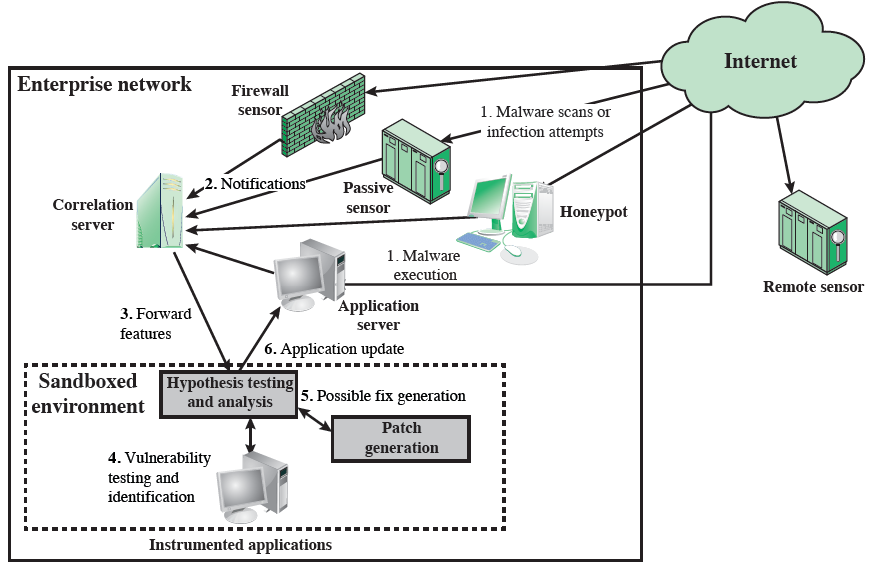 Internet
Enterprise network
Firewall
sensor
1. Malware scans or
infection attempts
2. Notifications
Passive
sensor
Correlation
server
Honeypot
1. Malware
execution
Remote sensor
Application
server
3. Forward
features
6. Application update
Sandboxed
environment
Hypothesis testing
and analysis
5. Possible fix generation
Patch
generation
4. Vulnerability
testing and
identification
Instrumented applications